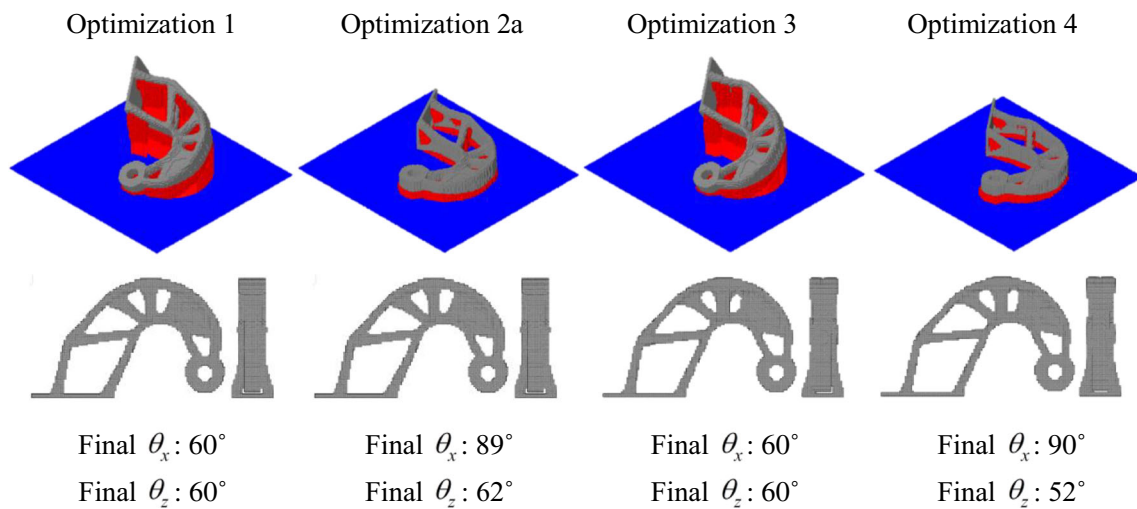 Optimization 1 Optimization 2a Optimization 3 Optimization 4
Final θx: 60˚ Final θx: 89˚ Final θx: 60˚ Final θx: 90˚
Final θz: 60˚ Final θz: 62˚ Final θz: 60˚ Final θz: 52˚